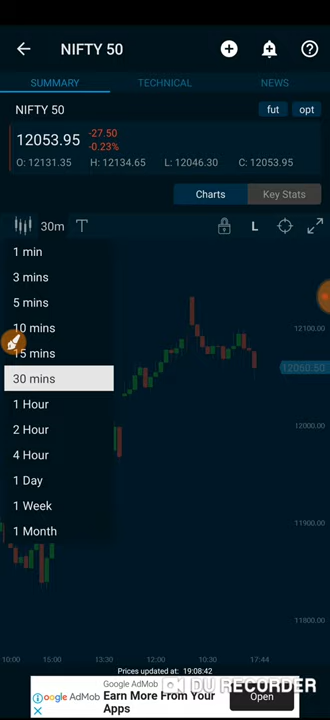 NIFTY 50
SUMMARY TECHNICAL NEWS
NIFTY 50 fut opt
12053.95 -27.50
-0.23%
O: 12131.35 H: 12134.65 L: 12046.30 C: 12053.95
Charts Key Stats
30m T L
1 min
3 mins
5 mins
10 mins
12100.00
15 mins
12060.50
30 mins
1 Hour
2 Hour
12000.00
4 Hour
1 Day
1 Week
11900.00
1 Month
11800.00
10:00 15:00 13:30 12:00 10:30 17:44
Prices updated at: 19:08:42
Google AdMob
DU RECORDER
Google AdMob
Earn More From Your
Apps
Open